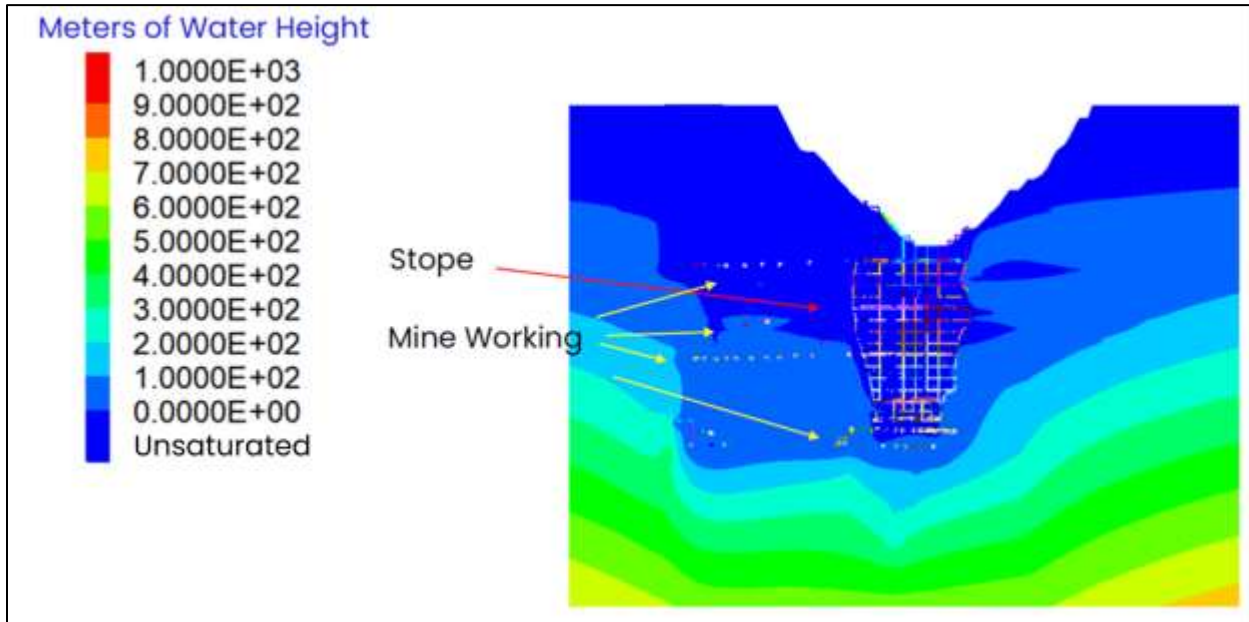 Meters of Water Height
1.0000E+03
9.0000E+02
8.0000E+02
7.0000E+02
6.0000E+02
5.0000E+02
4.0000E+02
3.0000E+02
2.0000E+02
1.0000E+02
0.0000E+00
Unsaturated
Stope
Mine Working